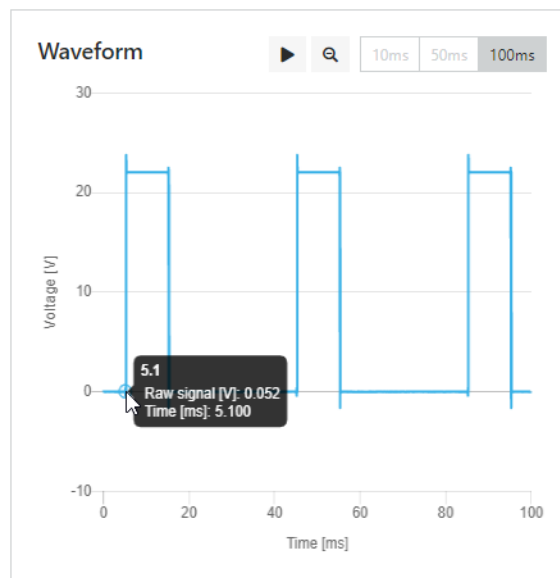 Waveform
10ms 50ms 100ms
30
20
10
0
-10
Voltage [V]
5.1
Raw signal [V]: 0.052
Time [ms]: 5.100
0 20 40 60 80 100
Time [ms]